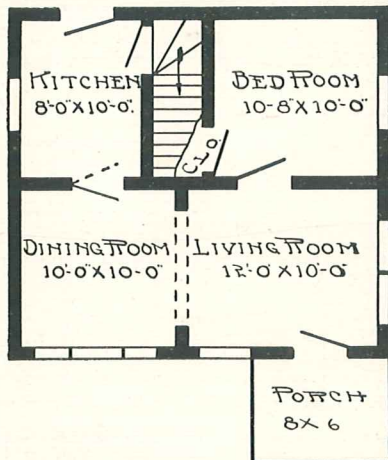 KITCHEN
8'-0"X10'-0".
BED ROOM
10-8"X10'-0"
CLO.
DINING ROOM
10'-0"X10-0"
LIVING ROOM
12'-0"X10'-0"
PORCH
8X6